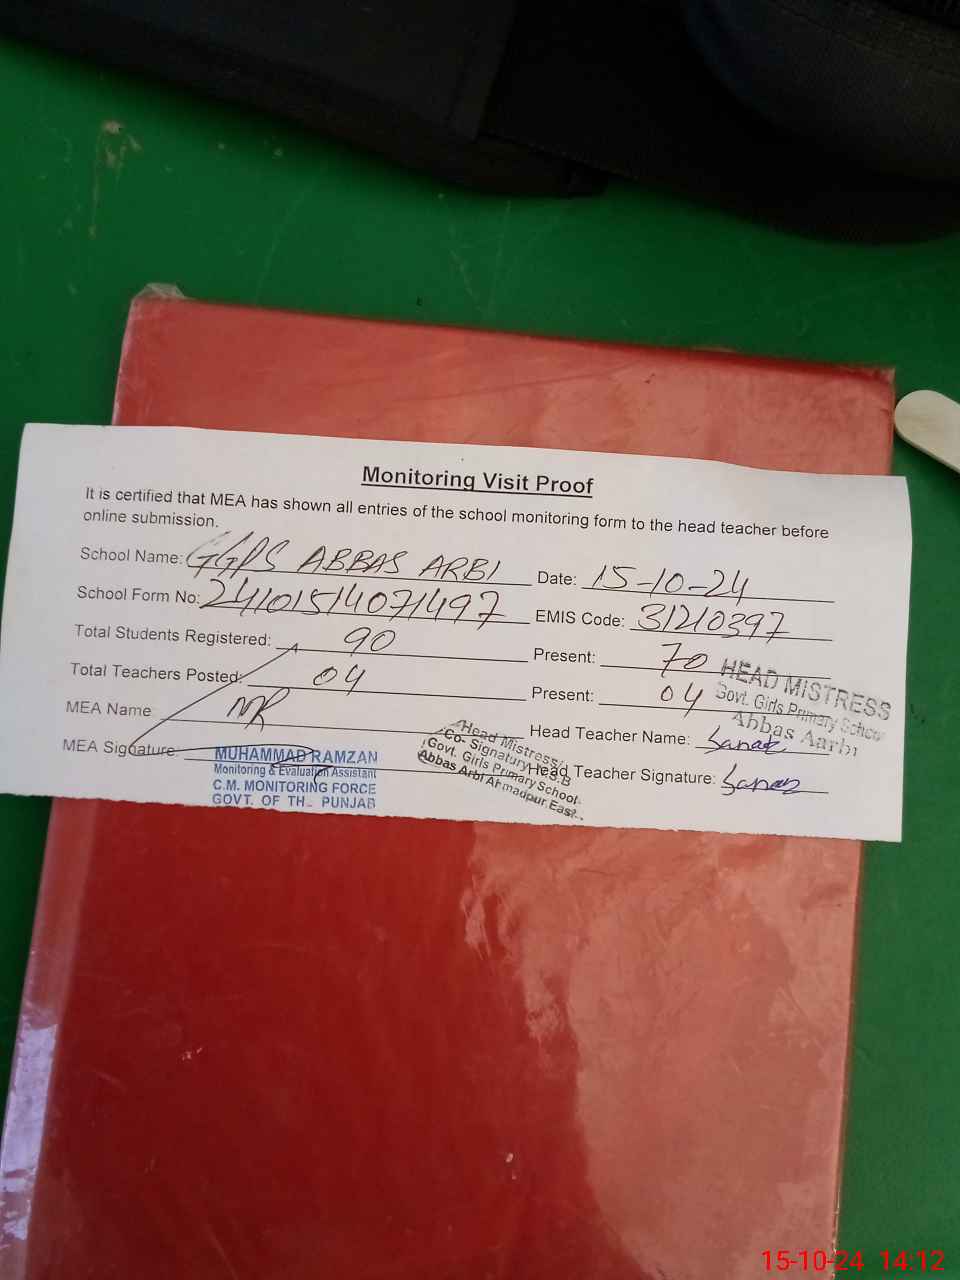 Monitoring Visit Proof
It is certified that MEA has shown all entries of the school monitoring form to the head teacher before
online submission.
School Name: GGPS ABBAS ARBI Date: 15-10-24
School Form No: 24101514071497 EMIS Code: 31210397
Total Students Registered: 90 Present: 70
Total Teachers Posted: 04 Present: 04
MEA Name: MR Head Teacher Name: Sanaz
MEA Signature: Head Teacher Signature: Sanaz
HEAD MISTRESS
Govt. Girls Primary School
Abbas Aarbi
MUHAMMAD RAMZAN
Monitoring & Evaluation Assistant
C.M. MONITORING FORCE
GOVT. OF THE PUNJAB
Head Mistress/
Co- Signatury H.S.B
Govt. Girls Primary School
Abbas Arbi Ahmadpur East.
15-10-24 14:12